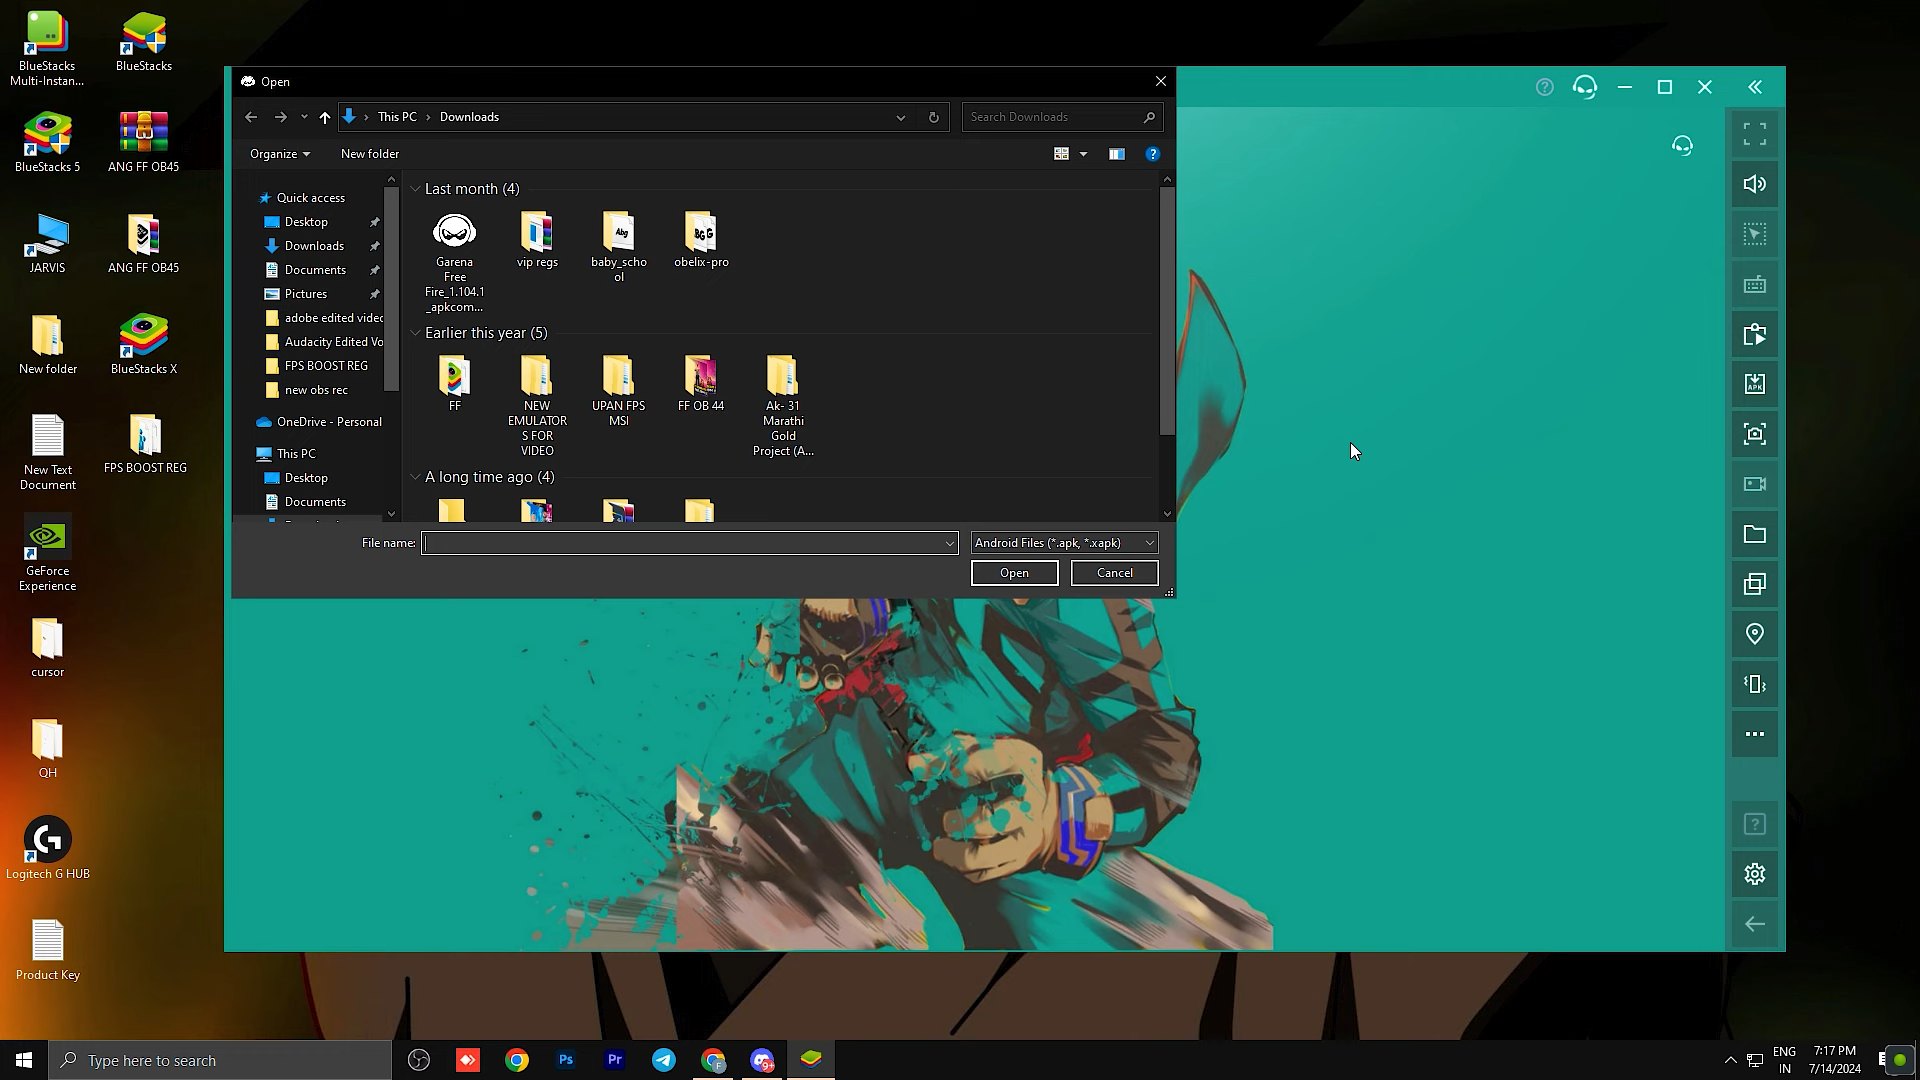 BlueStacks
Multi-Instan...
BlueStacks
BlueStacks 5
ANG FF OB45
JARVIS
ANG FF OB45
New folder
BlueStacks X
New Text
Document
FPS BOOST REG
GeForce
Experience
cursor
QH
Logitech G HUB
Product Key
Open
This PC
Downloads
Search Downloads
Organize
New folder
Quick access
Desktop
Downloads
Documents
Pictures
adobe edited videc
Audacity Edited Vo
FPS BOOST REG
new obs rec
OneDrive - Personal
This PC
Desktop
Documents
Last month (4)
Garena
Free
Fire_1.104.1
_apkcom...
vip regs
Abg
baby_scho
ol
obelix-pro
Earlier this year (5)
FF
NEW
EMULATOR
S FOR
VIDEO
UPAN FPS
MSI
FF OB 44
Ak- 31
Marathi
Gold
Project (A...
A long time ago (4)
File name:
Android Files (*.apk, *.xapk)
Open
Cancel
APK
Type here to search
Ps
Pr
F
9+
ENG
IN
7:17 PM
7/14/2024